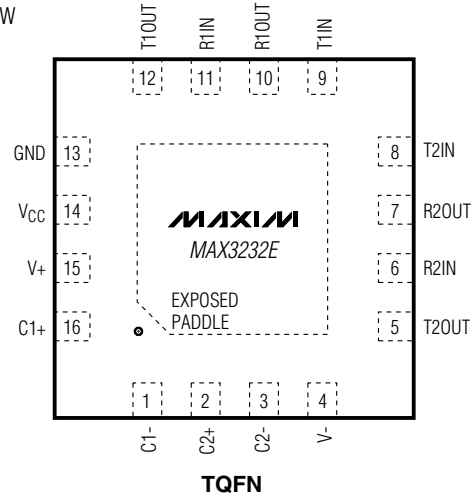 W
T1OUT R1IN R1OUT T1IN
12 11 10 9
GND 13
8 T2IN
VCC 14
7 R2OUT
V+ 15
6 R2IN
C1+ 16
5 T2OUT
MAXIM
MAX3232E
EXPOSED
PADDLE
1 2 3 4
C1- C2+ C2- V-
TQFN